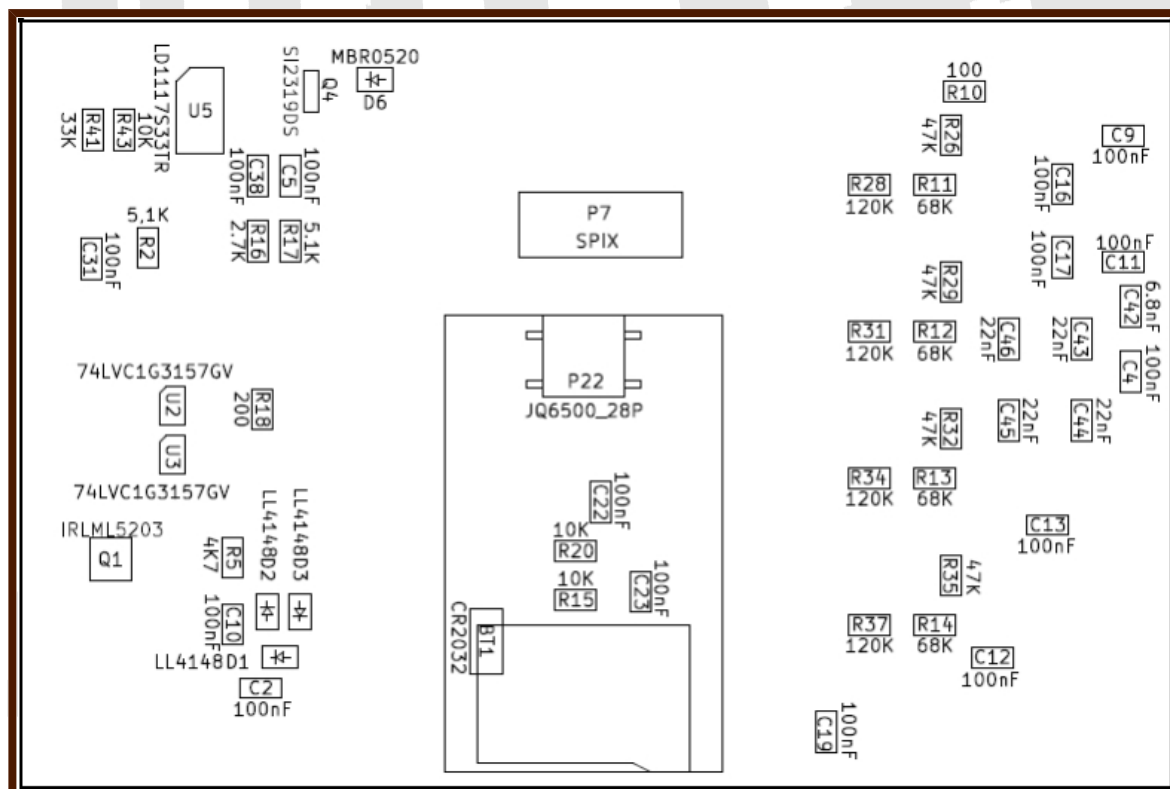 LD1117S33TR
U5
SI2319DS
Q4
MBR0520
D6
33K
R41
R43
10K
100nF
C38
C5
100nF
5,1K
R2
C31
100nF
2.7K
R16
R17
5.1K
P7
SPIX
100
R10
47K
R26
C9
100nF
R28
120K
R11
68K
100nF
C16
100nF
C17
100nF
C11
47K
R29
6.8nF
C42
R31
120K
R12
68K
22nF
C46
22nF
C43
C4
100nF
74LVC1G3157GV
U2
200
R18
U3
74LVC1G3157GV
P22
JQ6500_28P
47K
R32
C45
22nF
C44
22nF
R34
120K
R13
68K
C13
100nF
IRLML5203
Q1
4K7
R5
LL4148D2
LL4148D3
C22
100nF
10K
R20
10K
R15
C23
100nF
R35
47K
100nF
C10
LL4148D1
C2
100nF
CR2032
BT1
R37
120K
R14
68K
C12
100nF
C19
100nF